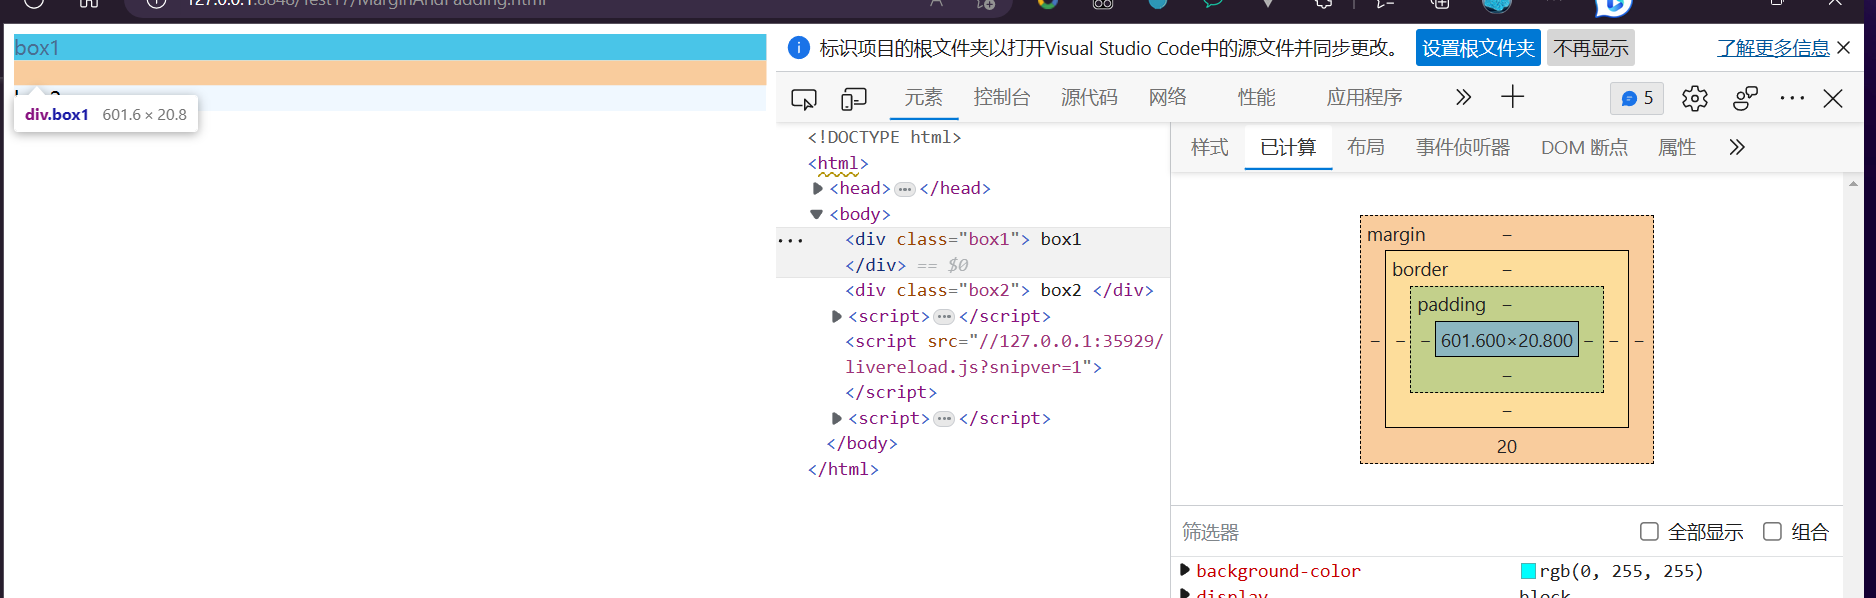 127.0.0.1:8848/Test17/MarginAndPadding.html
box1
div.box1 601.6 × 20.8
标识项目的根文件夹以打开Visual Studio Code中的源文件并同步更改。 设置根文件夹 不再显示 了解更多信息
元素 控制台 源代码 网络 性能 应用程序 5
<!DOCTYPE html>
<html>
<head> ••• </head>
<body>
<div class="box1"> box1
</div> == $0
<div class="box2"> box2 </div>
<script> ••• </script>
<script src="//127.0.0.1:35929/
livereload.js?snipver=1">
</script>
<script> ••• </script>
</body>
</html>
样式 已计算 布局 事件侦听器 DOM 断点 属性
margin –
border –
padding –
– – – 601.600×20.800 – – –
–
–
20
筛选器 全部显示 组合
background-color rgb(0, 255, 255)
display block